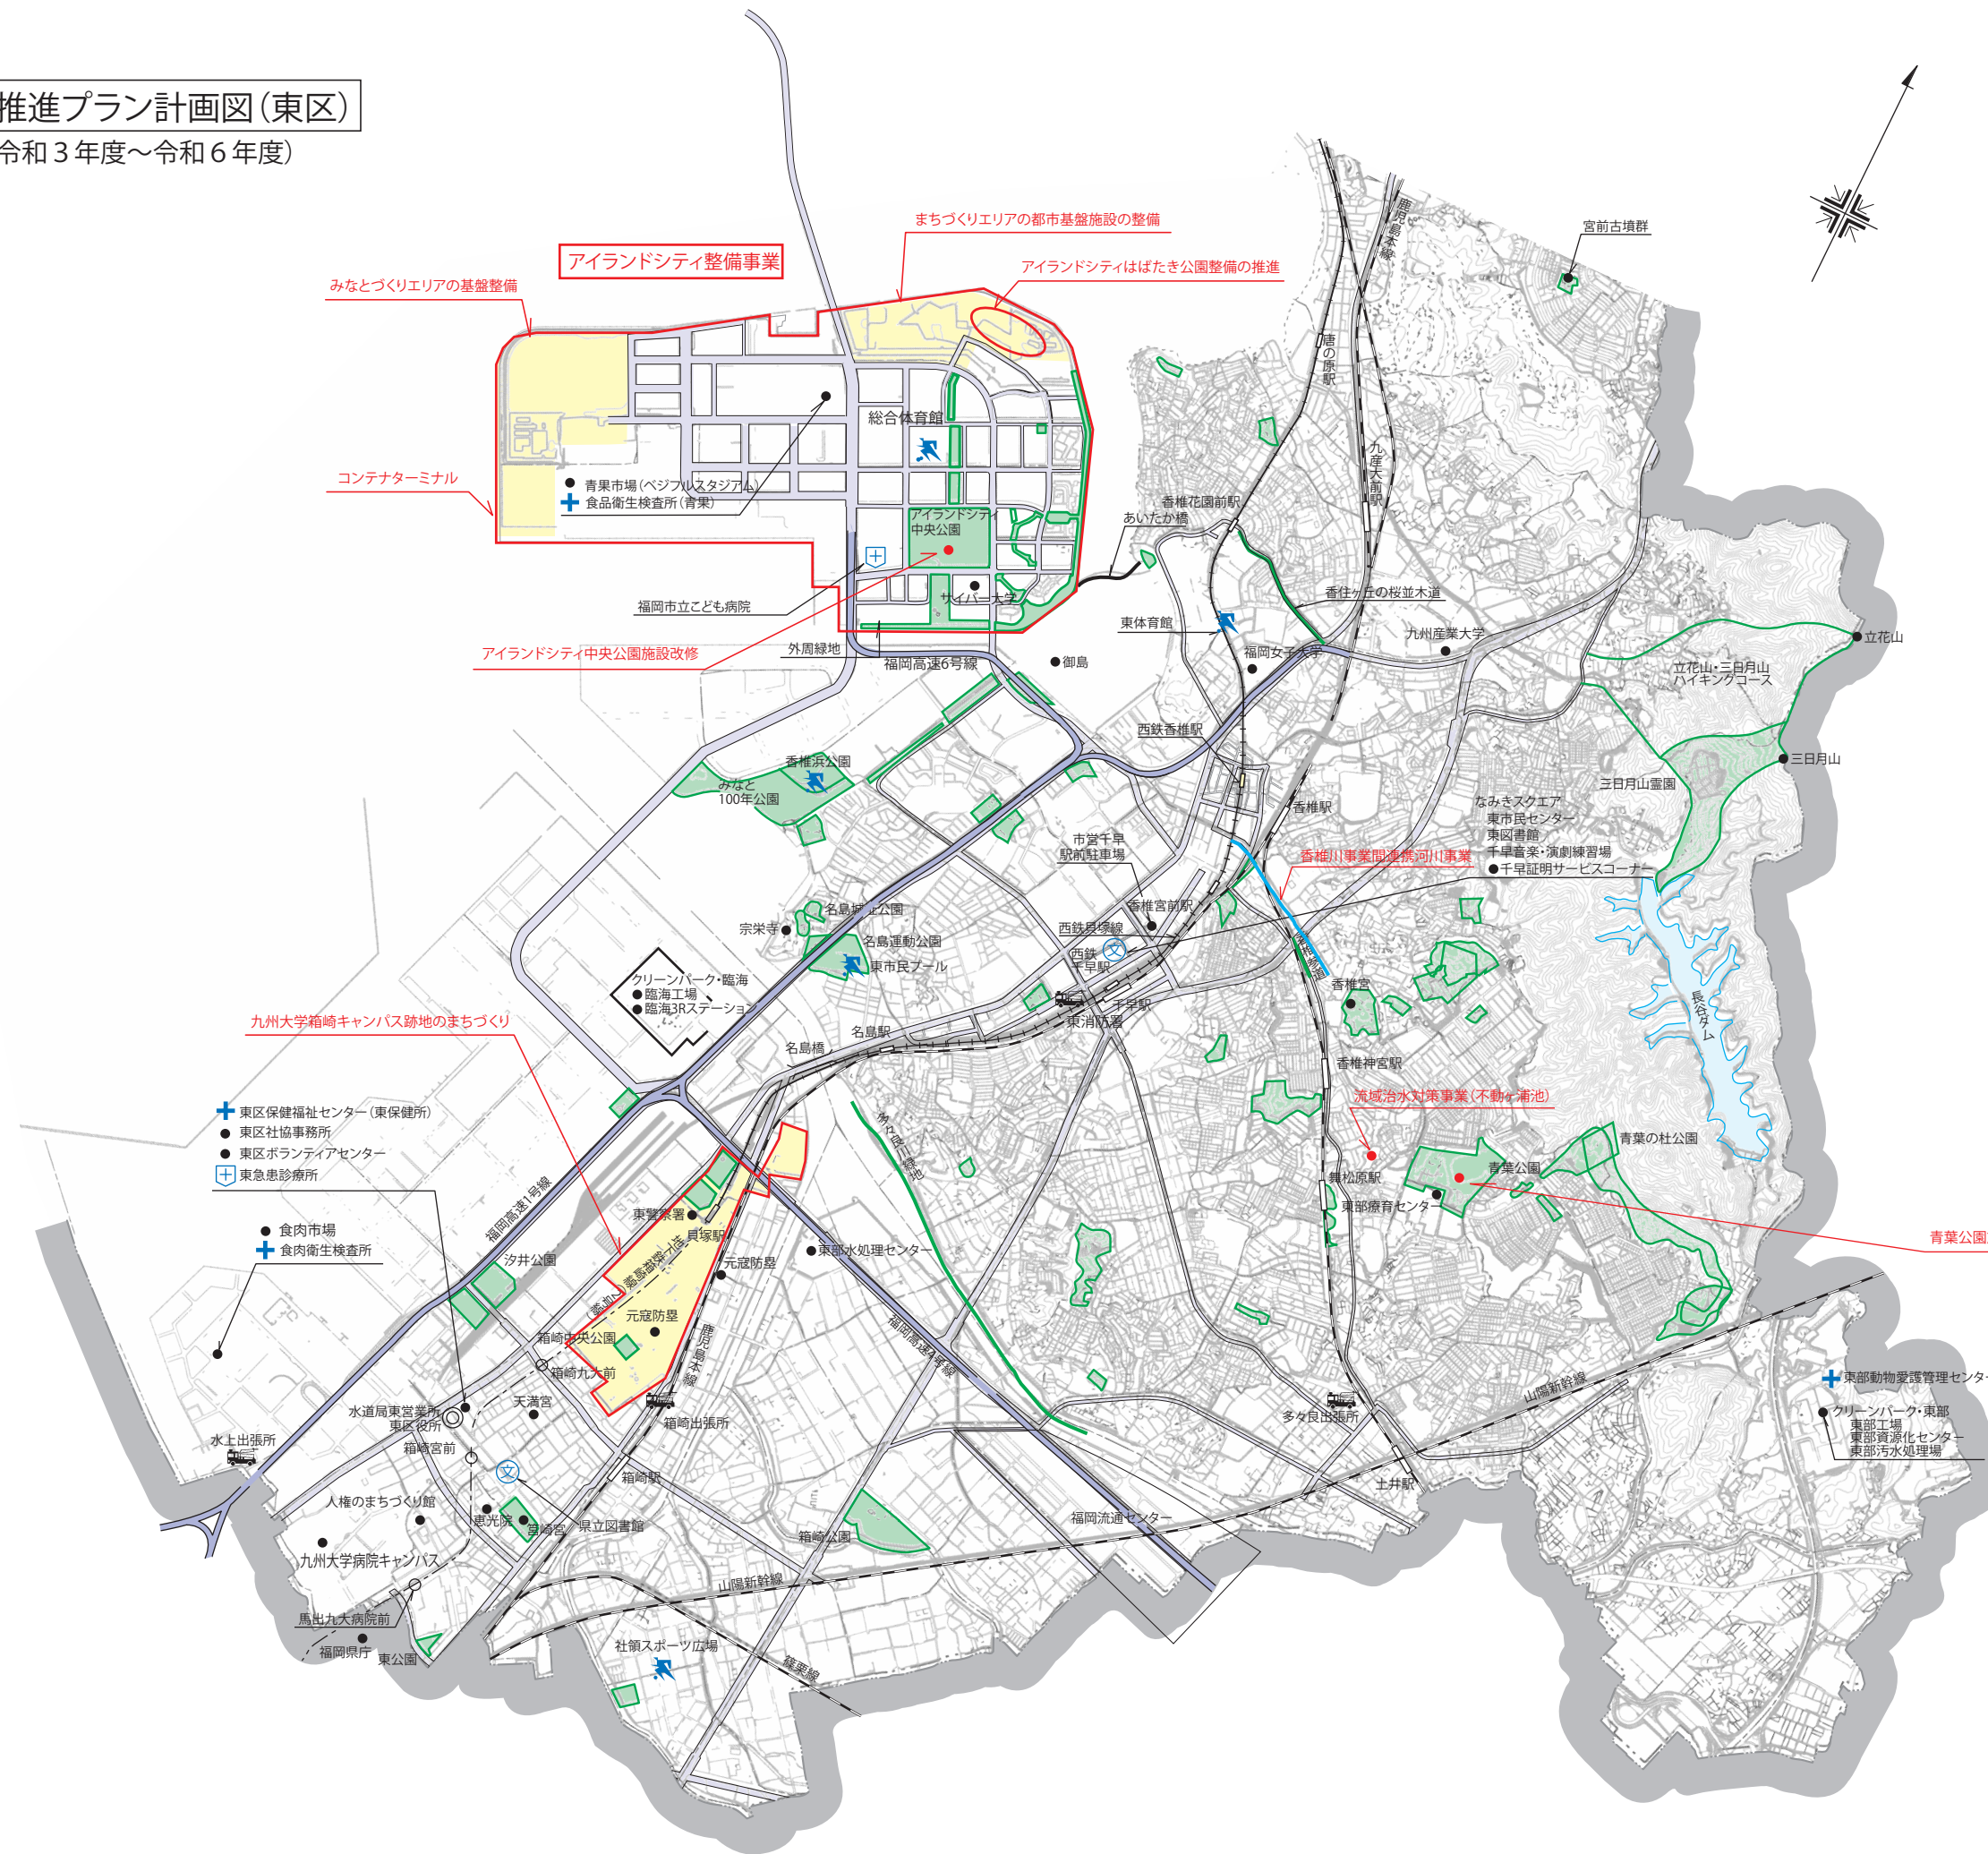 推進プラン計画図（東区）
令和３年度～令和６年度）
まちづくりエリアの都市基盤施設の整備
アイランドシティ整備事業
アイランドシティはばたき公園整備の推進
みなとづくりエリアの基盤整備
宮前古墳群
鹿児島本線
唐の原駅
総合体育館
九産大前駅
コンテナターミナル
青果市場（ベジフルスタジアム）
食品衛生検査所（青果）
香椎花園前駅
あいたか橋
アイランドシティ
中央公園
サイバー大学
福岡市立こども病院
香住ヶ丘の桜並木道
東体育館
九州産業大学
立花山
外周緑地
アイランドシティ中央公園施設改修
福岡高速6号線
御島
福岡女子大学
立花山・三日月山
ハイキングコース
西鉄香椎駅
三日月山
香椎浜公園
みなと
100年公園
三日月山霊園
香椎駅
なみきスクエア
東市民センター
東図書館
千早音楽・演劇練習場
千早証明サービスコーナー
市営千早
駅前駐車場
香椎川事業間連携河川事業
名島城址公園
香椎宮前駅
宗栄寺
名島運動公園
東市民プール
西鉄貝塚線
西鉄
千早駅
クリーンパーク・臨海
臨海工場
臨海3Rステーション
香椎宮
長谷ダム
千早駅
東消防署
九州大学箱崎キャンパス跡地のまちづくり
名島駅
名島橋
香椎神宮駅
流域治水対策事業（不動ヶ浦池）
東区保健福祉センター（東保健所）
東区社協事務所
東区ボランティアセンター
東急患診療所
多々良川緑地
青葉の杜公園
青葉公園
舞松原駅
東部療育センター
福岡高速1号線
東警察署
貝塚駅
青葉公園
食肉市場
食肉衛生検査所
汐井公園
東部水処理センター
元寇防塁
地下鉄箱崎線
元寇防塁
箱崎中央公園
鹿児島本線
福岡高速4号線
箱崎九大前
東部動物愛護管理センター
山陽新幹線
天満宮
水道局東営業所
東区役所
箱崎出張所
多々良出張所
クリーンパーク・東部
東部工場
東部資源化センター
東部汚水処理場
水上出張所
箱崎宮前
箱崎駅
土井駅
人権のまちづくり館
恵光院
筥崎宮
県立図書館
箱崎公園
福岡流通センター
九州大学病院キャンパス
山陽新幹線
馬出九大病院前
福岡県庁
東公園
社領スポーツ広場
篠栗線